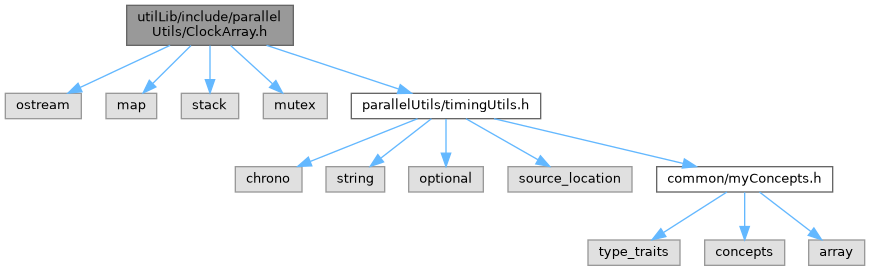 utilLib/include/parallel
Utils/ClockArray.h
ostream
map
stack
mutex
parallelUtils/timingUtils.h
chrono
string
optional
source_location
common/myConcepts.h
type_traits
concepts
array